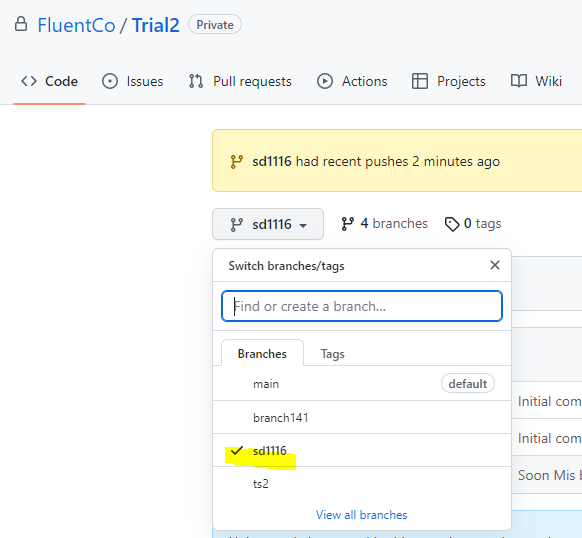 FluentCo / Trial2 Private
Code Issues Pull requests Actions Projects Wiki
sd1116 had recent pushes 2 minutes ago
sd1116 4 branches 0 tags
Switch branches/tags
Find or create a branch...
Branches Tags
main default
branch141
Initial com
sd1116
Initial com
Soon Mis
ts2
View all branches